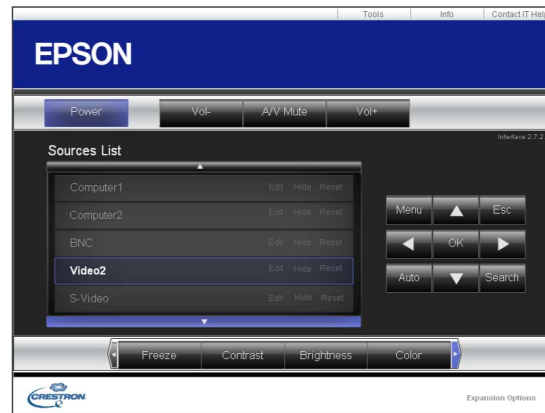 Tools Info Contact IT Hel
EPSON
Power Vol- A/V Mute Vol+
Interface 2.7.2
Sources List
Computer1 Edit Hide Reset
Computer2 Edit Hide Reset
BNC Edit Hide Reset
Video2 Edit Hide Reset
S-Video Edit Hide Reset
Menu Esc
OK
Auto Search
Freeze Contrast Brightness Color
CRESTRON
Expansion Options